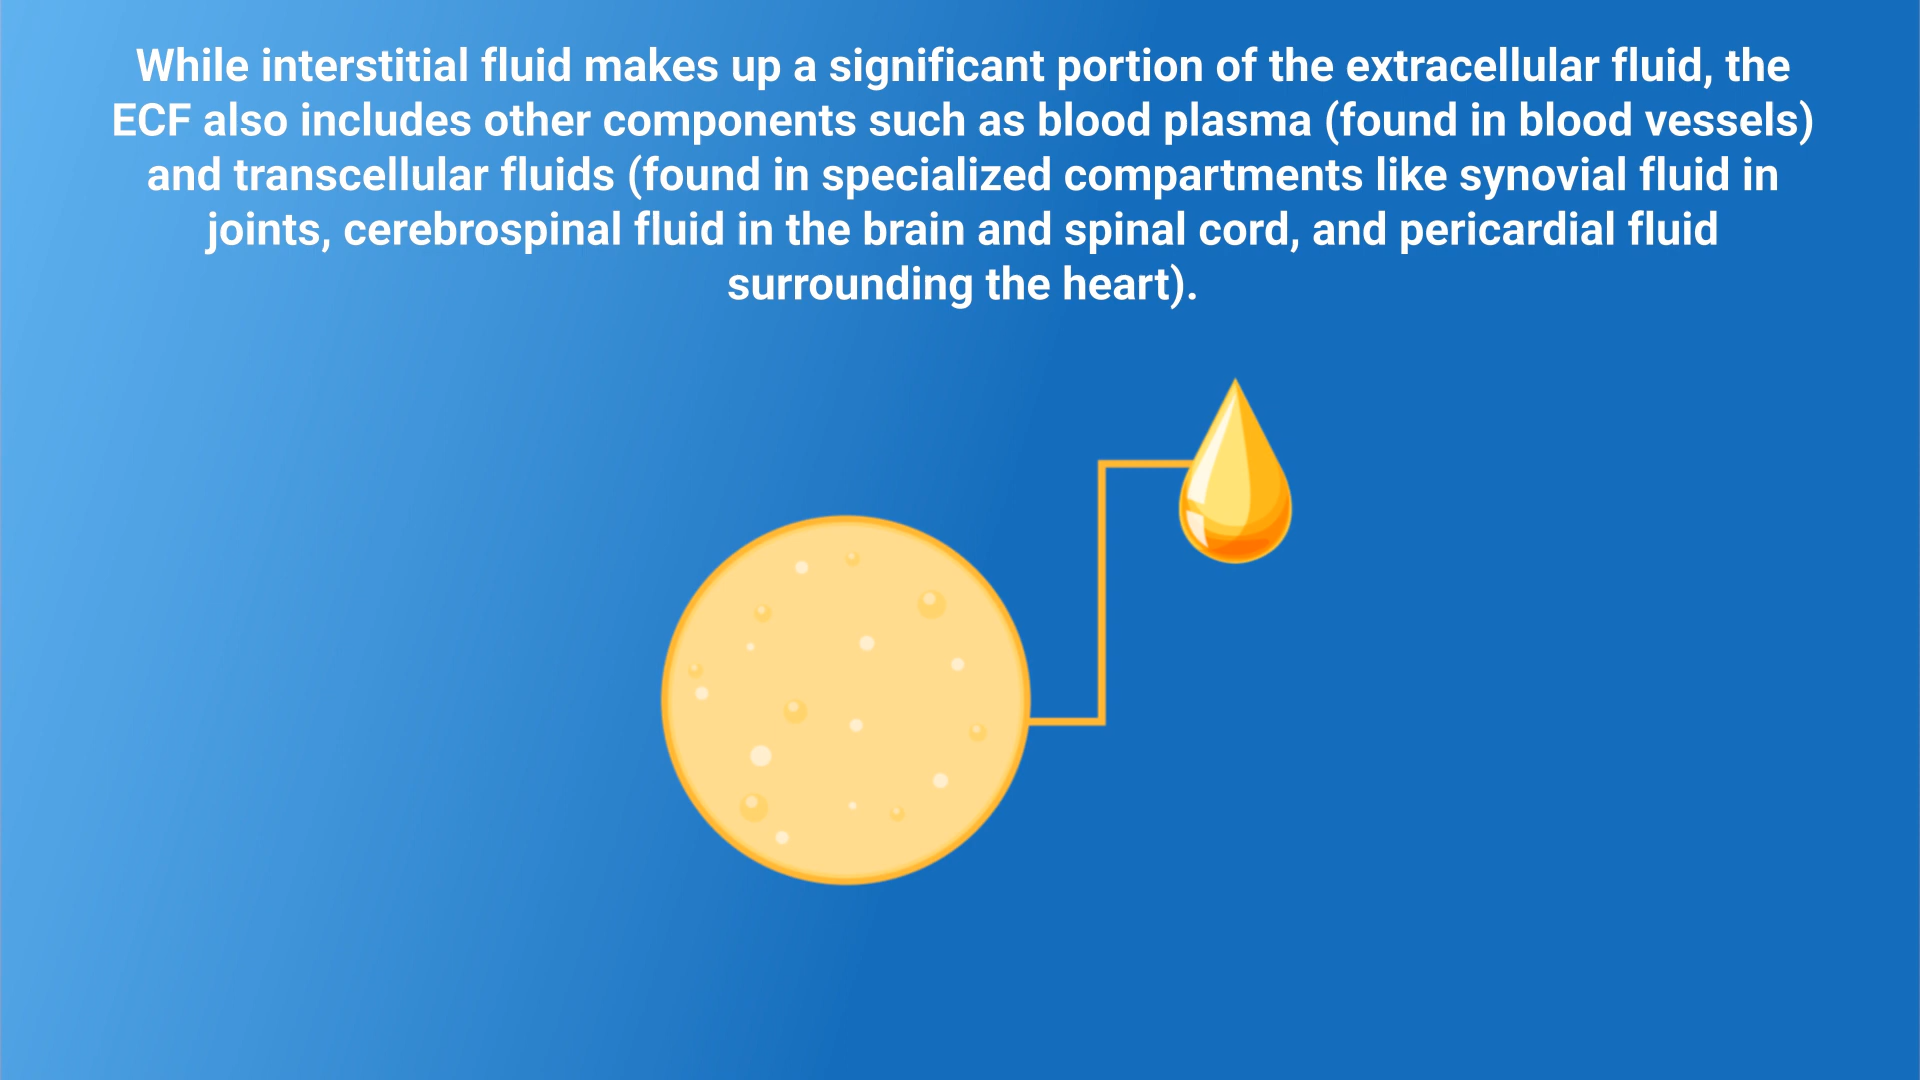 While interstitial fluid makes up a significant portion of the extracellular fluid, the
ECF also includes other components such as blood plasma (found in blood vessels)
and transcellular fluids (found in specialized compartments like synovial fluid in
joints, cerebrospinal fluid in the brain and spinal cord, and pericardial fluid
surrounding the heart).